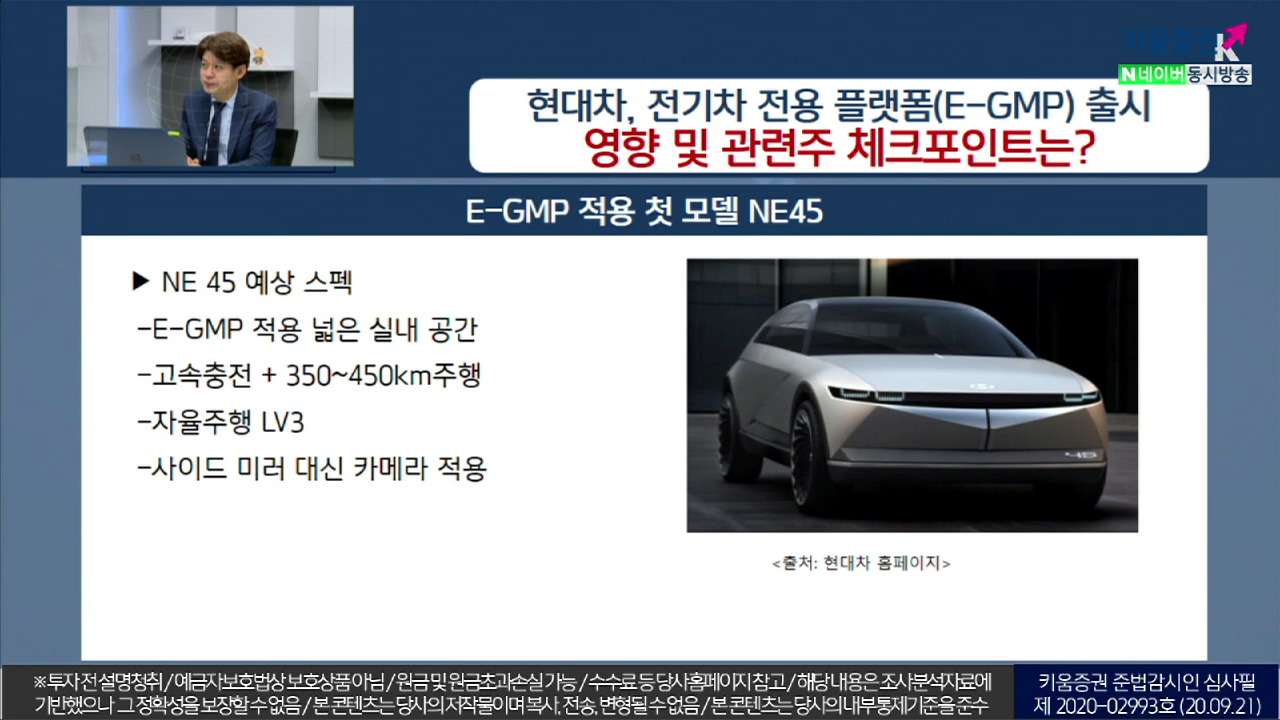 키움증권
N네이버 동시방송
현대차, 전기차 전용 플랫폼(E-GMP) 출시
영향 및 관련주 체크포인트는?
E-GMP 적용 첫 모델 NE45
▶ NE 45 예상 스펙
-E-GMP 적용 넓은 실내 공간
-고속충전 + 350~450km주행
-자율주행 LV3
-사이드 미러 대신 카메라 적용
45
<출처: 현대차 홈페이지>
※ 투자 전 설명청취 / 예금자보호법상 보호상품 아님 / 원금 및 원금초과손실 가능 / 수수료 등 당사홈페이지 참고 / 해당 내용은 조사분석자료에
기반했으나 그 정확성을 보장할 수 없음 / 본 콘텐츠는 당사의 저작물이며 복사, 전송, 변형될 수 없음 / 본 콘텐츠는 당사의 내부통제기준을 준수
키움증권 준법감시인 심사필
제 2020-02993호 (20.09.21)